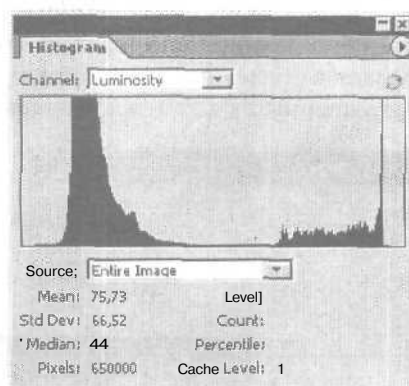 Histogram
Channel: Luminosity
Source; Entire Image
Mean: 75,73 Level]
Std Dev: 66,52 Count:
Median: 44 Percentile:
Pixels: 650000 Cache Level: 1